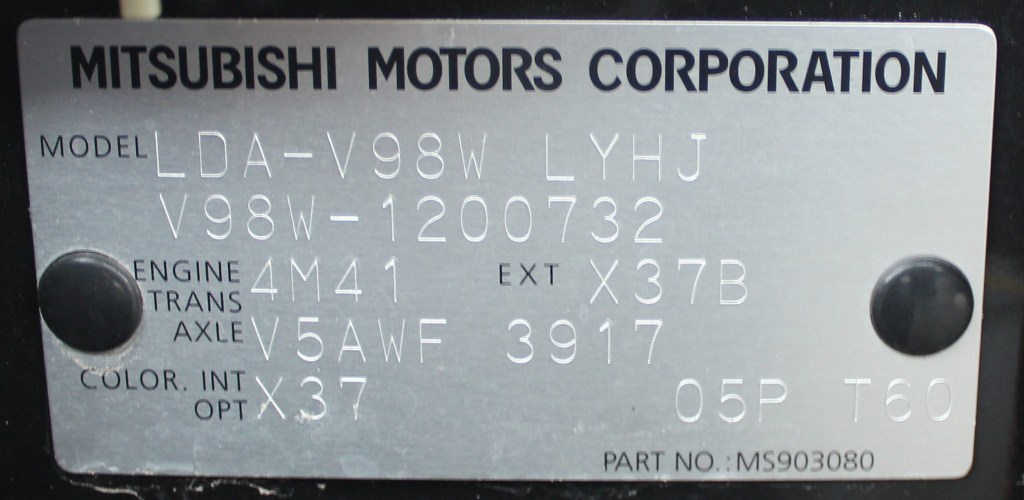 MITSUBISHI MOTORS CORPORATION
MODEL LDA-V98W LYHJ
V98W-1200732
ENGINE 4M41 EXT X37B
TRANS
AXLE V5AWF 3917
COLOR. INT
OPT X37 05P T60
PART NO.:MS903080